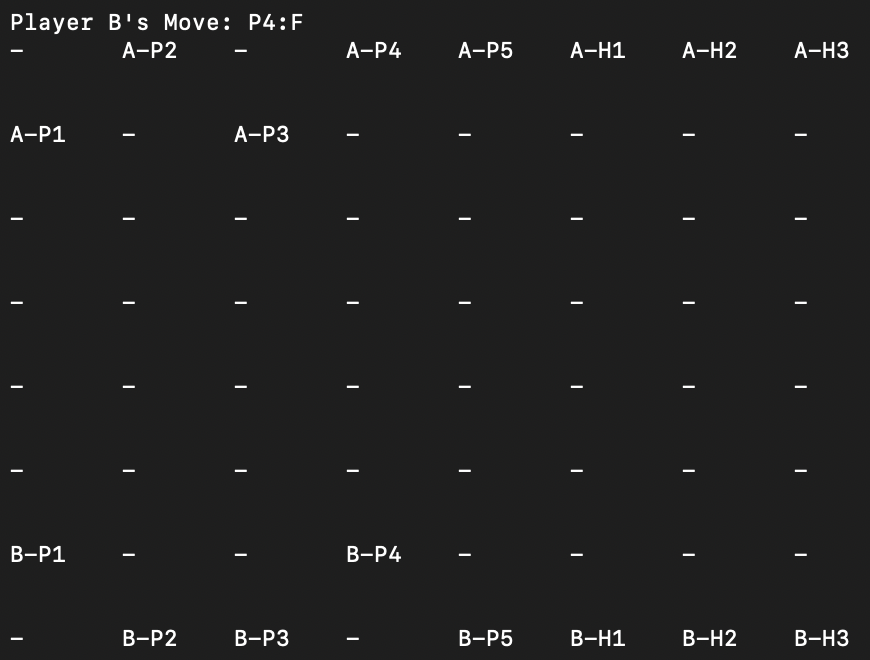 Player B's Move: P4:F
- A-P2 - A-P4 A-P5 A-H1 A-H2 A-H3
A-P1 - A-P3 - - - - -
- - - - - - - -
- - - - - - - -
- - - - - - - -
- - - - - - - -
B-P1 - - B-P4 - - - -
- B-P2 B-P3 - B-P5 B-H1 B-H2 B-H3